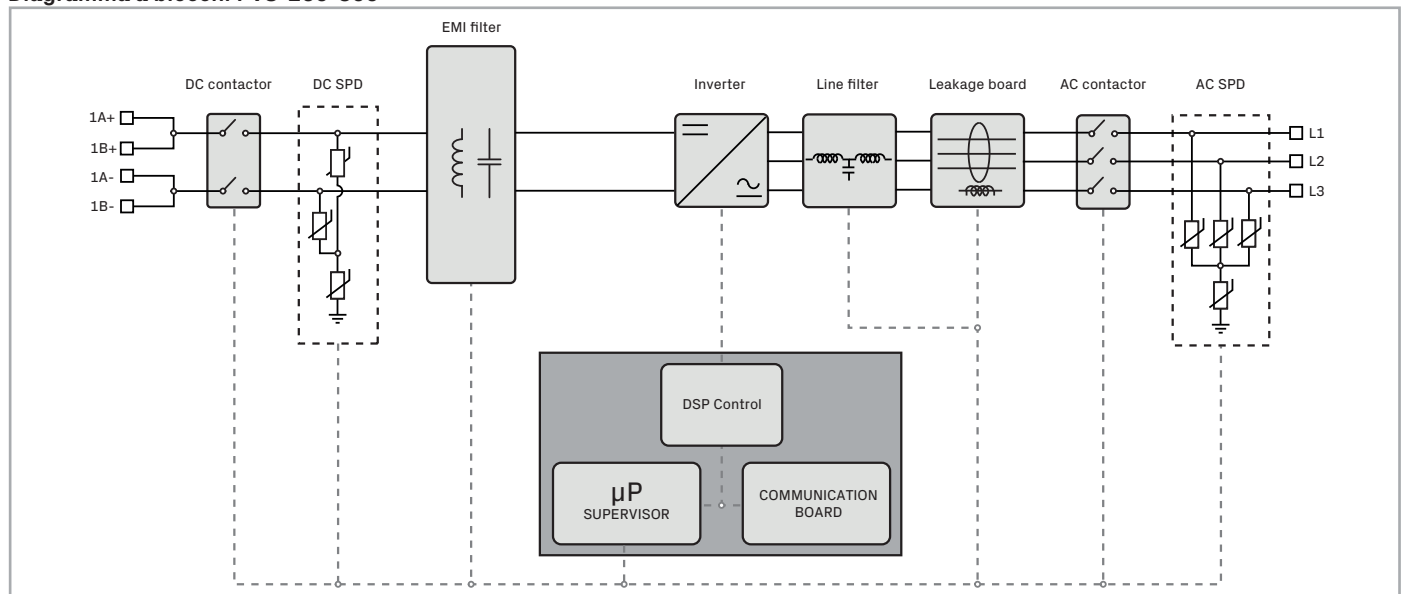 EMI filter
DC contactor
DC SPD
Inverter
Line filter
Leakage board
AC contactor
AC SPD
1A+
1B+
1A-
1B-
L1
L2
L3
DSP Control
µP
SUPERVISOR
COMMUNICATION
BOARD